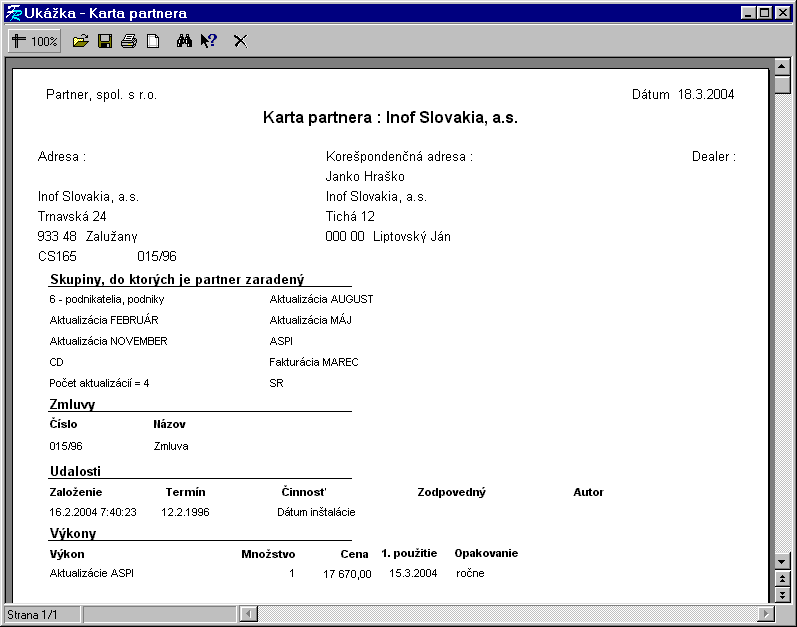 Ukážka - Karta partnera
100%
Partner, spol. s r.o. Dátum 18.3.2004
Karta partnera : Inof Slovakia, a.s.
Adresa : Korešpondenčná adresa : Dealer :
Janko Hraško
Inof Slovakia, a.s. Inof Slovakia, a.s.
Trnavská 24 Tichá 12
933 48 Zalužany 000 00 Liptovský Ján
CS165 015/96
Skupiny, do ktorých je partner zaradený
6 - podnikatelia, podniky Aktualizácia AUGUST
Aktualizácia FEBRUÁR Aktualizácia MÁJ
Aktualizácia NOVEMBER ASPI
CD Fakturácia MAREC
Počet aktualizácií = 4 SR
Zmluvy
Číslo Názov
015/96 Zmluva
Udalosti
Založenie Termín Činnosť Zodpovedný Autor
16.2.2004 7:40:23 12.2.1996 Dátum inštalácie
Výkony
Výkon Množstvo Cena 1. použitie Opakovanie
Aktualizácie ASPI 1 17 670,00 15.3.2004 ročne
Strana 1/1